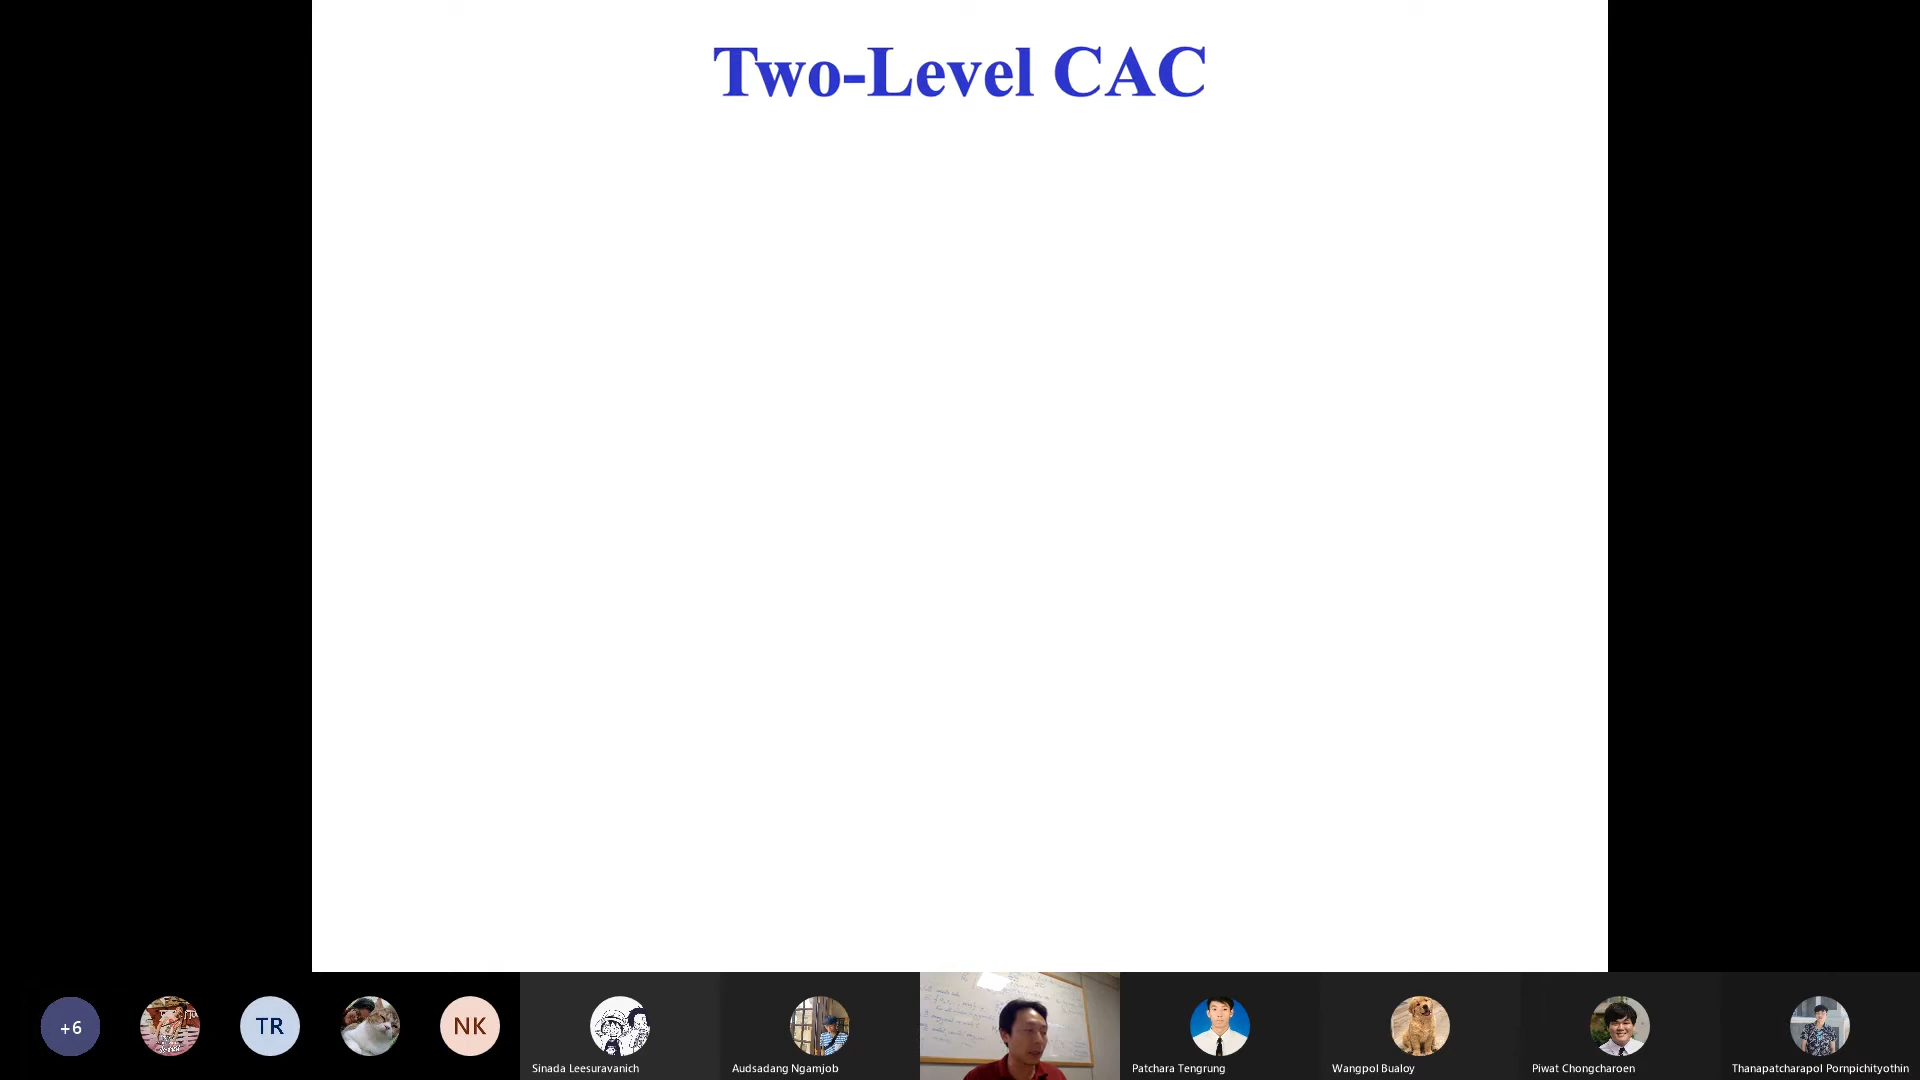 Two-Level CAC
+6
TR
NK
Sinada Leesuravanich
Audsadang Ngamjob
Patchara Tengrung
Wangpol Bualoy
Piwat Chongcharoen
Thanapatcharapol Pornpichityothin